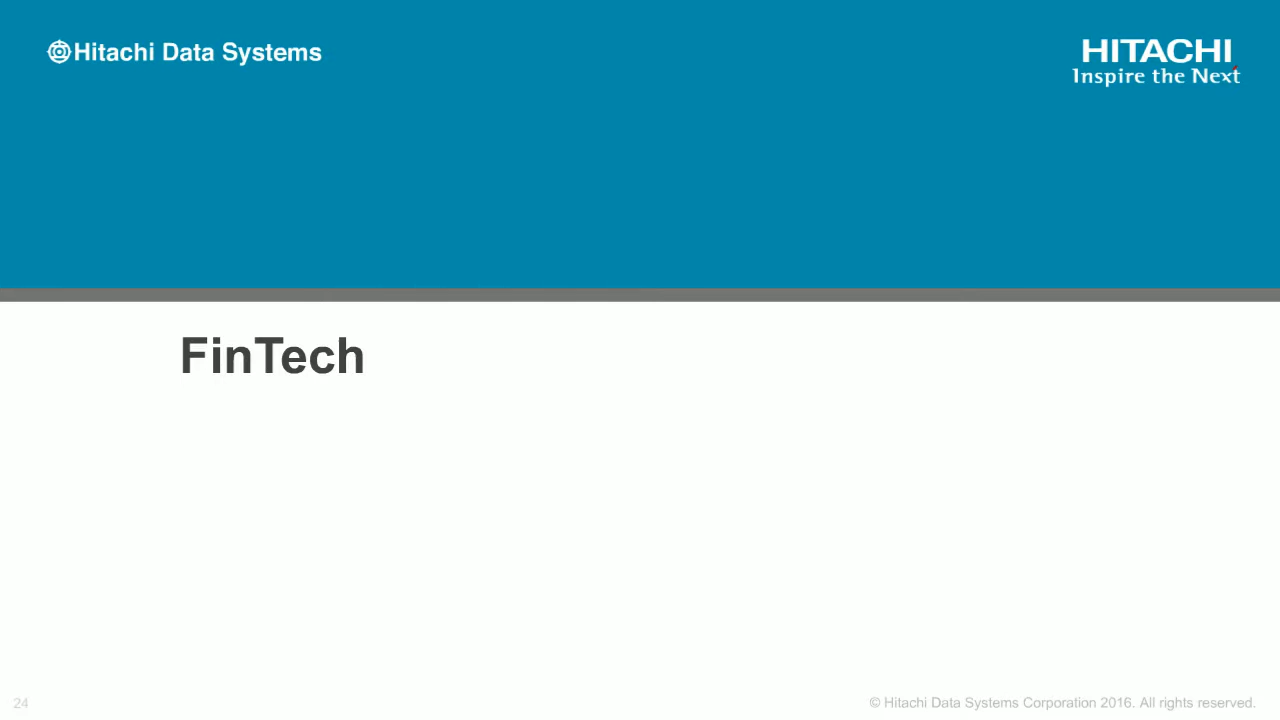 Hitachi Data Systems
HITACHI
Inspire the Next
FinTech
24
© Hitachi Data Systems Corporation 2016. All rights reserved.